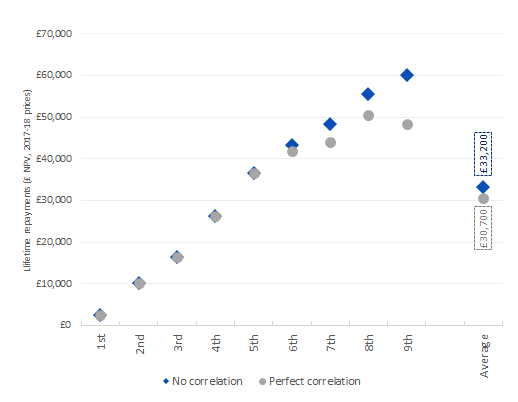 £70,000
£60,000
£50,000
£40,000
£30,000
£20,000
£10,000
£0
Lifetime repayments (£ NPV, 2017-18 prices)
£33,200
£30,700
1st
2nd
3rd
4th
5th
6th
7th
8th
9th
Average
No correlation
Perfect correlation